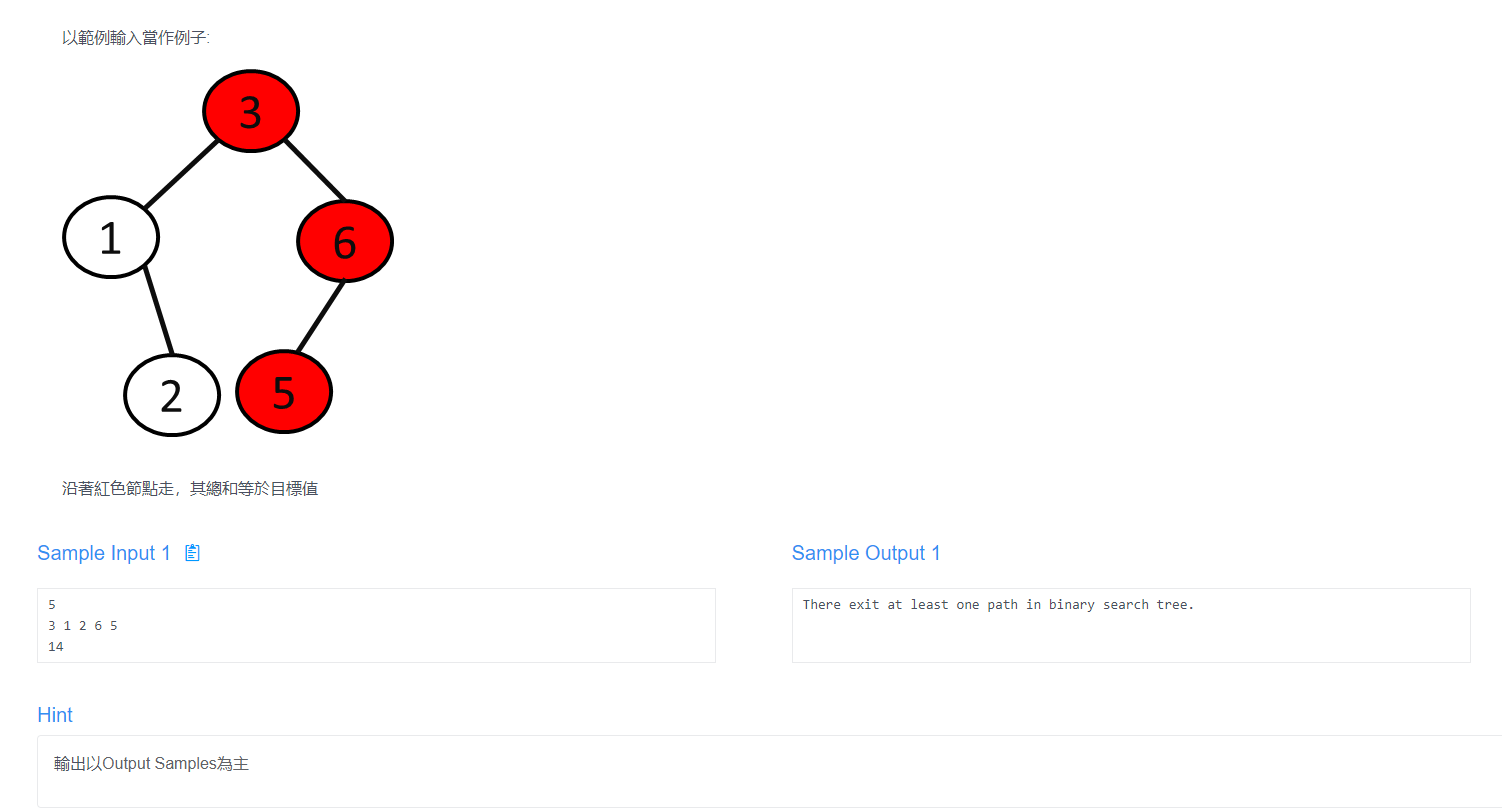 以範例輸入當作例子:
3
1
6
2
5
沿著紅色節點走，其總和等於目標值
Sample Input 1
Sample Output 1
5
3 1 2 6 5
14
There exit at least one path in binary search tree.
Hint
輸出以Output Samples為主